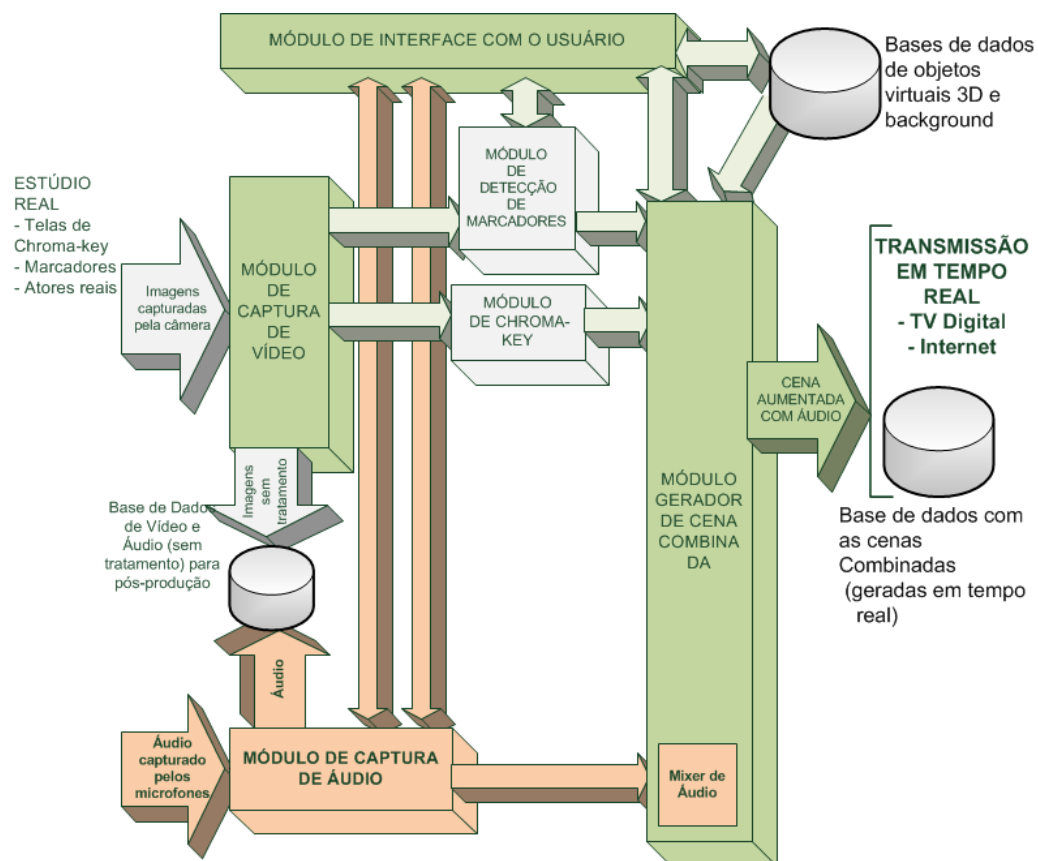 MÓDULO DE INTERFACE COM O USUÁRIO
Bases de dados
de objetos
virtuais 3D e
background
MÓDULO
DE
DETECÇÃO
DE
MARCADORES
ESTÚDIO
REAL
- Telas de
Chroma-key
- Marcadores
- Atores reais
Imagens
capturadas
pela câmera
MÓDULO
DE
CAPTURA
DE
VÍDEO
MÓDULO
DE CHROMA-
KEY
TRANSMISSÃO
EM TEMPO
REAL
- TV Digital
- Internet
CENA
AUMENTADA
COM ÁUDIO
Imagens
sem
tratamento
MÓDULO
GERADOR
DE CENA
COMBINA
DA
Base de Dados
de Vídeo e
Áudio (sem
tratamento) para
pós-produção
Base de dados com
as cenas
Combinadas
(geradas em tempo
real)
Áudio
Áudio
capturado
pelos
microfones
MÓDULO DE CAPTURA
DE ÁUDIO
Mixer de
Áudio